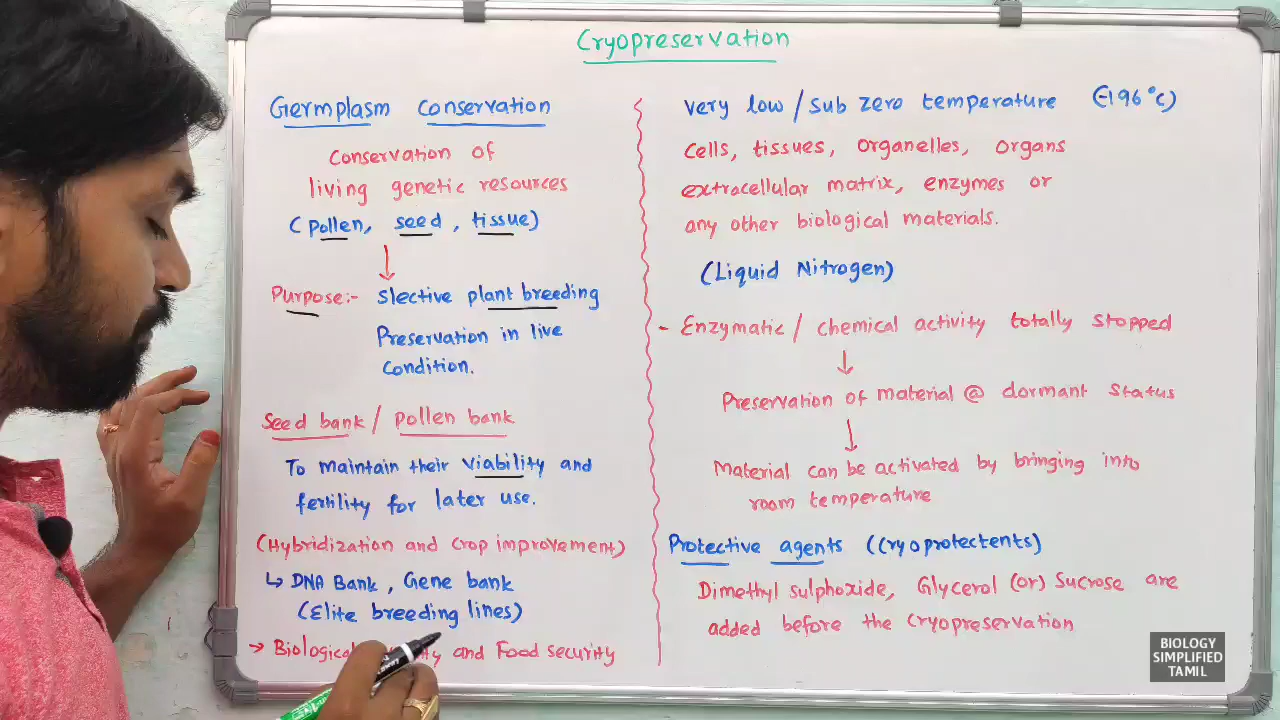 Cryopreservation
Germplasm conservation
Conservation of
living genetic resources
(pollen, seed, tissue)
Purpose:- slective plant breeding
Preservation in live
condition.
Seed bank / pollen bank
To maintain their viability and
fertility for later use.
(Hybridization and Crop improvement)
↳ DNA Bank, Gene bank
(Elite breeding lines)
→ Biological and Food security
very low / sub zero temperature (-196°C)
Cells, tissues, organelles, organs
extracellular matrix, enzymes or
any other biological materials.
(Liquid Nitrogen)
- Enzymatic / chemical activity totally stopped
Preservation of material @ dormant status
Material can be activated by bringing into
room temperature
Protective agents (Cryoprotectents)
Dimethyl sulphoxide, Glycerol (or) Sucrose are
added before the cryopreservation
BIOLOGY
SIMPLIFIED
TAMIL